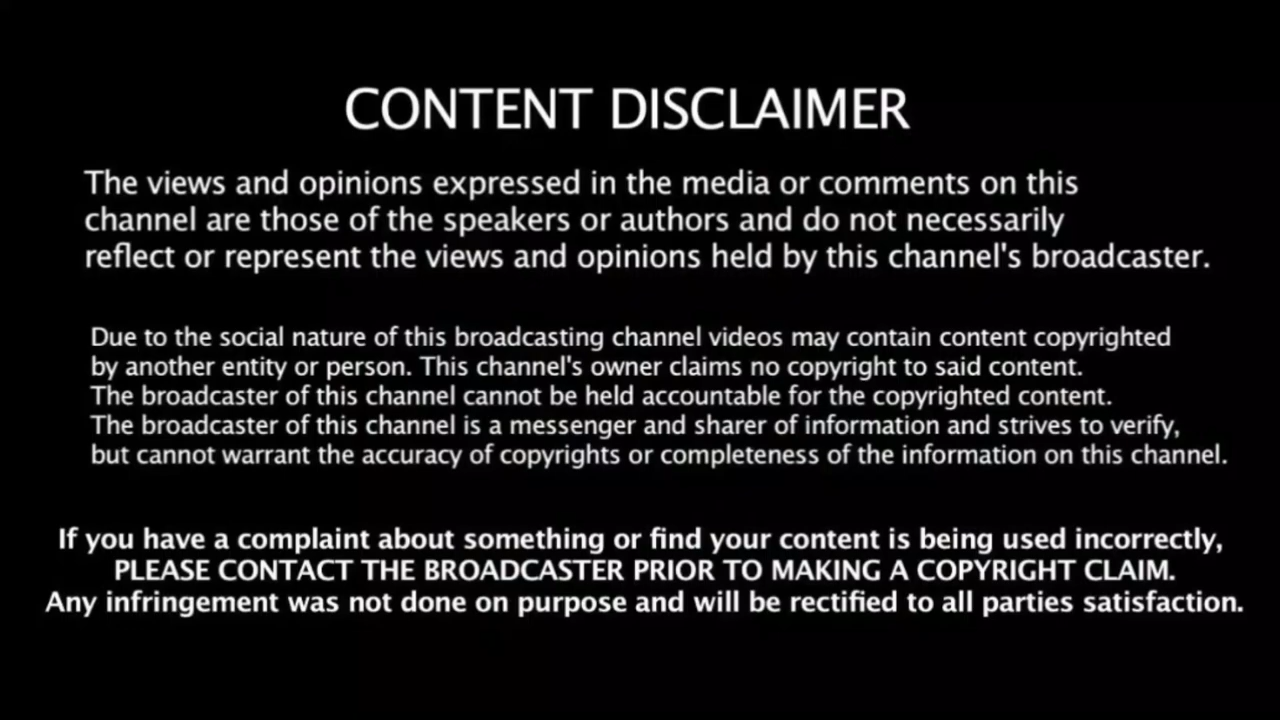 CONTENT DISCLAIMER
The views and opinions expressed in the media or comments on this
channel are those of the speakers or authors and do not necessarily
reflect or represent the views and opinions held by this channel's broadcaster.
Due to the social nature of this broadcasting channel videos may contain content copyrighted
by another entity or person. This channel's owner claims no copyright to said content.
The broadcaster of this channel cannot be held accountable for the copyrighted content.
The broadcaster of this channel is a messenger and sharer of information and strives to verify,
but cannot warrant the accuracy of copyrights or completeness of the information on this channel.
If you have a complaint about something or find your content is being used incorrectly,
PLEASE CONTACT THE BROADCASTER PRIOR TO MAKING A COPYRIGHT CLAIM.
Any infringement was not done on purpose and will be rectified to all parties satisfaction.